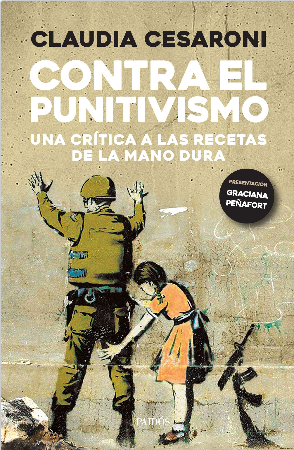 CLAUDIA CESARONI
CONTRA EL
PUNITIVISMO
UNA CRÍTICA A LAS RECETAS
DE LA MANO DURA
PRESENTACIÓN
GRACIANA
PEÑAFORT
PAIDÓS